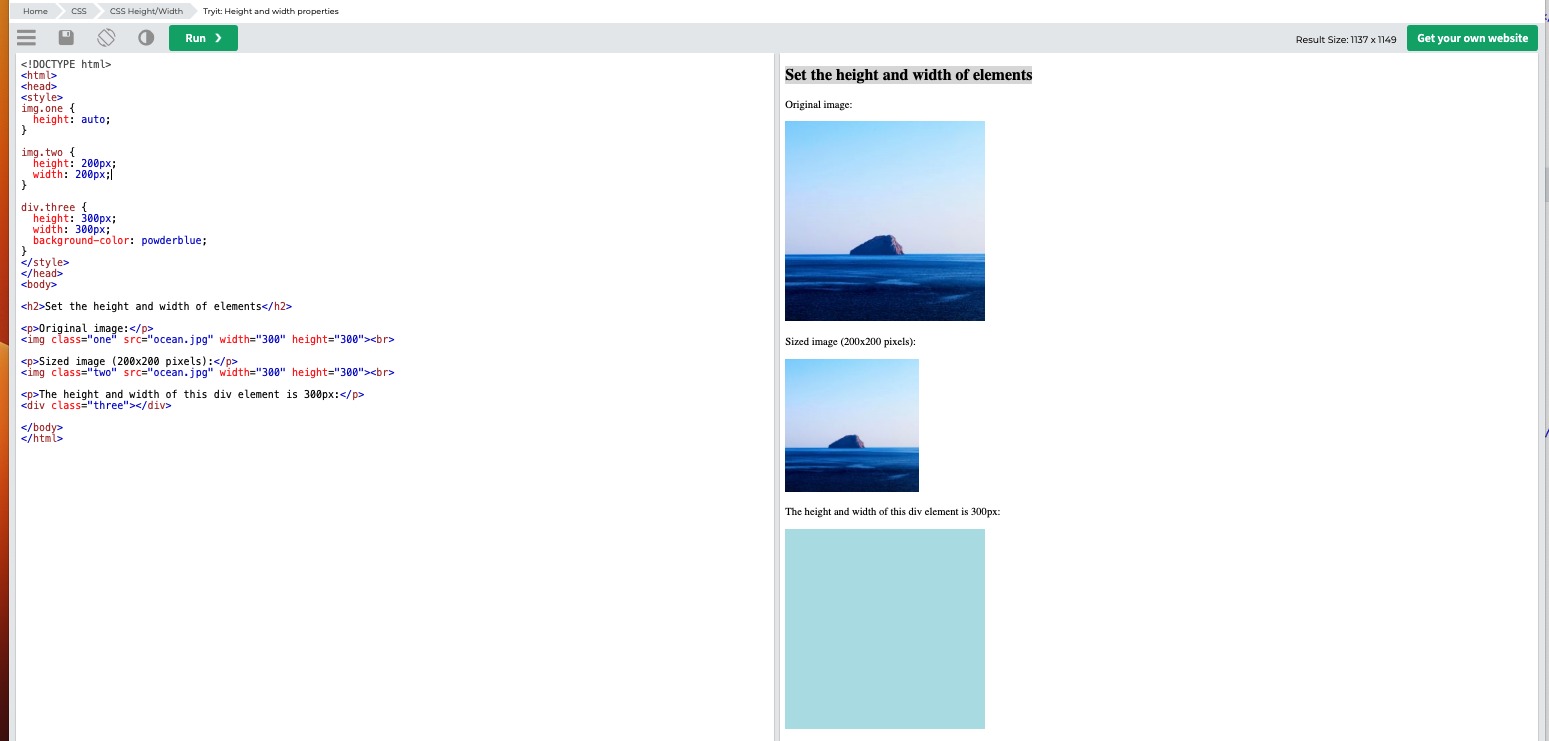 Home CSS CSS Height/Width Tryit: Height and width properties
Run ❯ Result Size: 1137 x 1149 Get your own website
<!DOCTYPE html>
<html>
<head>
<style>
img.one {
  height: auto;
}

img.two {
  height: 200px;
  width: 200px;
}

div.three {
  height: 300px;
  width: 300px;
  background-color: powderblue;
}
</style>
</head>
<body>

<h2>Set the height and width of elements</h2>

<p>Original image:</p>
<img class="one" src="ocean.jpg" width="300" height="300"><br>

<p>Sized image (200x200 pixels):</p>
<img class="two" src="ocean.jpg" width="300" height="300"><br>

<p>The height and width of this div element is 300px:</p>
<div class="three"></div>

</body>
</html>
Set the height and width of elements
Original image:
Sized image (200x200 pixels):
The height and width of this div element is 300px: